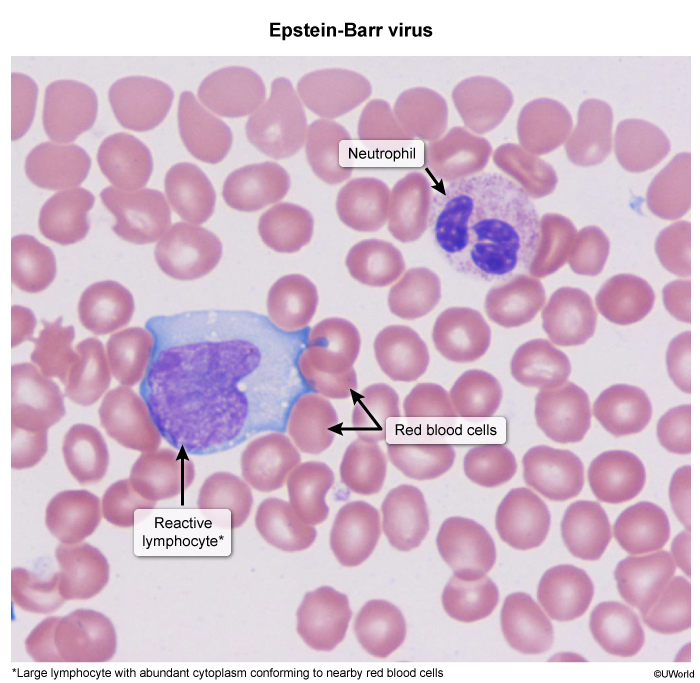 Epstein-Barr virus
Neutrophil
Red blood cells
Reactive
lymphocyte*
*Large lymphocyte with abundant cytoplasm conforming to nearby red blood cells
©UWorld